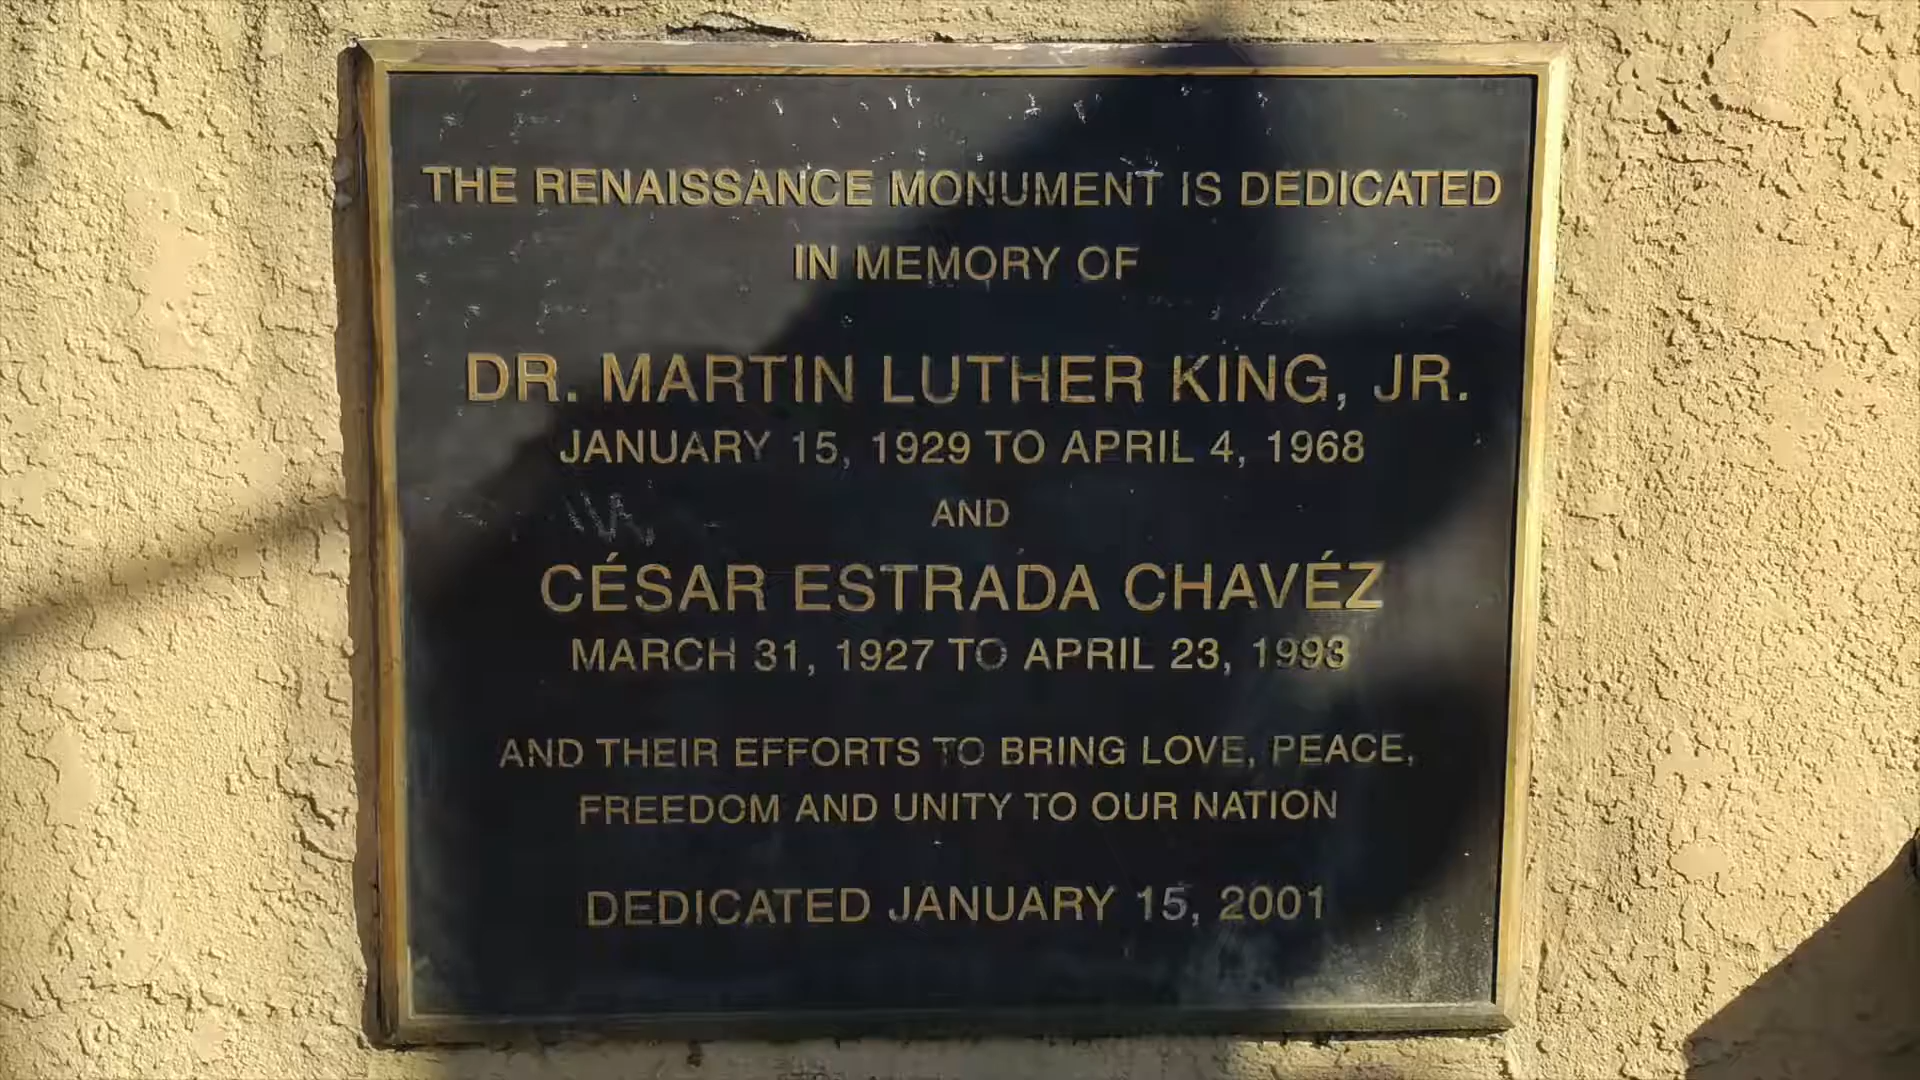 THE RENAISSANCE MONUMENT IS DEDICATED
IN MEMORY OF
DR. MARTIN LUTHER KING, JR.
JANUARY 15, 1929 TO APRIL 4, 1968
AND
CÉSAR ESTRADA CHAVÉZ
MARCH 31, 1927 TO APRIL 23, 1993
AND THEIR EFFORTS TO BRING LOVE, PEACE,
FREEDOM AND UNITY TO OUR NATION
DEDICATED JANUARY 15, 2001